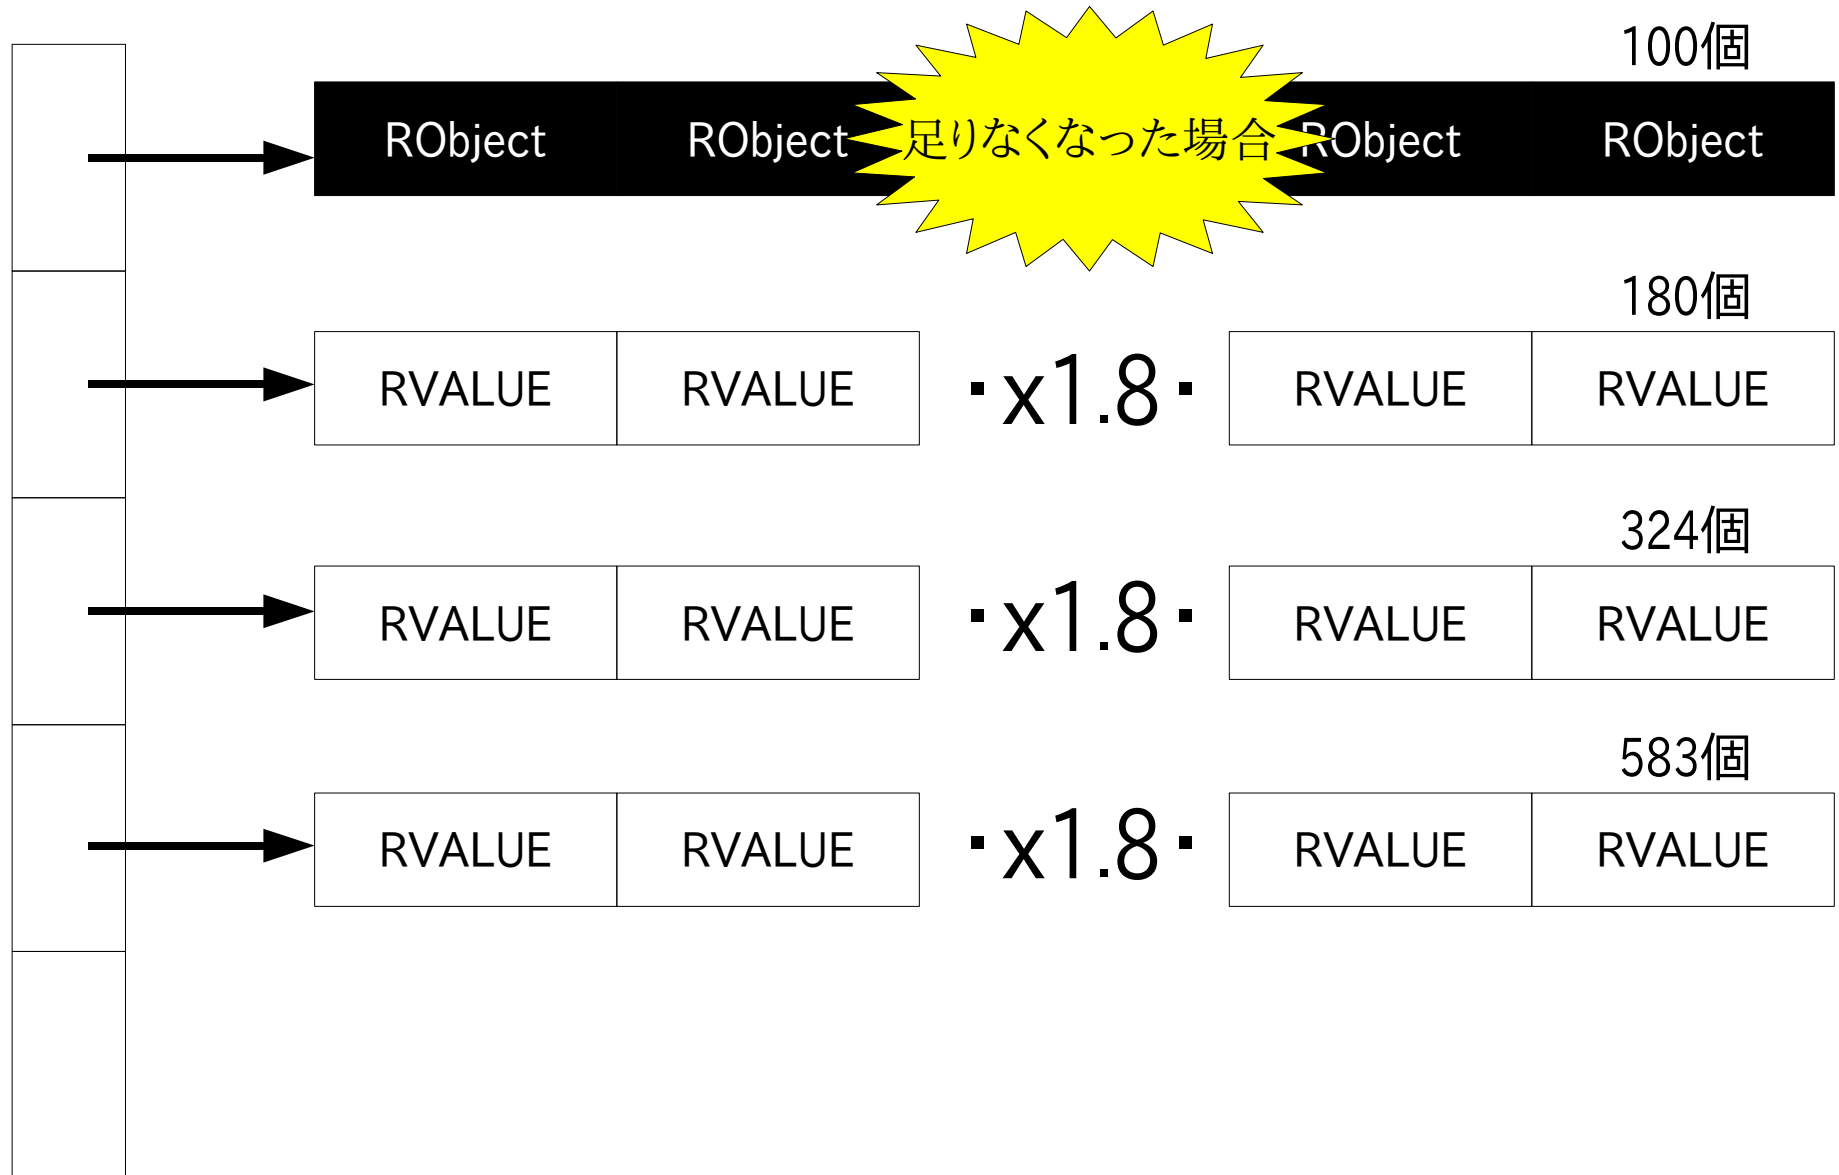 100個
RObject RObject 足りなくなった場合 RObject RObject
180個
RVALUE RVALUE ・x1.8・ RVALUE RVALUE
324個
RVALUE RVALUE ・x1.8・ RVALUE RVALUE
583個
RVALUE RVALUE ・x1.8・ RVALUE RVALUE